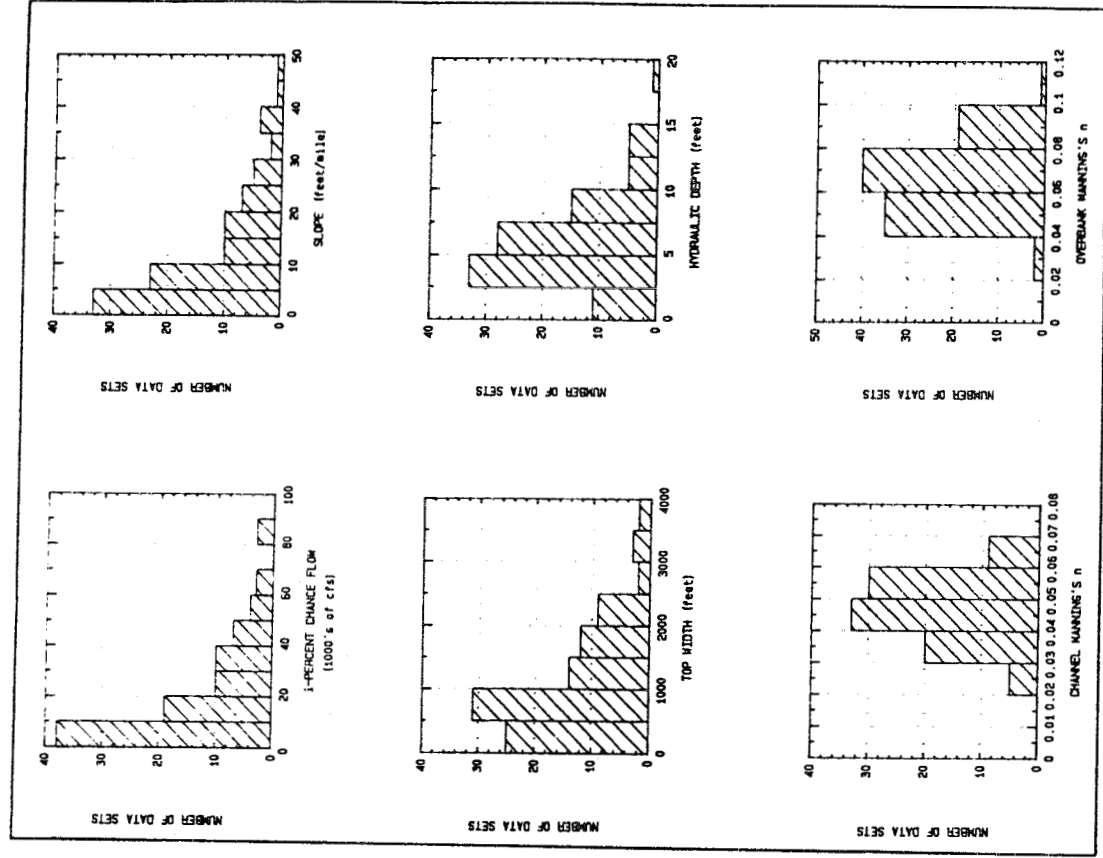 40
30
20
10
0
NUMBER OF DATA SETS
0 20 40 60 80 100
1-PERCENT CHANCE FLOW
(1000's of cfs)
40
30
20
10
0
NUMBER OF DATA SETS
0 10 20 30 40 50
SLOPE (feet/mile)
40
30
20
10
0
NUMBER OF DATA SETS
0 1000 2000 3000 4000
TOP WIDTH (feet)
40
30
20
10
0
NUMBER OF DATA SETS
0 5 10 15 20
HYDRAULIC DEPTH (feet)
40
30
20
10
0
NUMBER OF DATA SETS
0 0.01 0.02 0.03 0.04 0.05 0.06 0.07 0.08
CHANNEL MANNING'S n
50
40
30
20
10
0
NUMBER OF DATA SETS
0 0.02 0.04 0.06 0.08 0.1 0.12
OVERBANK MANNING'S n